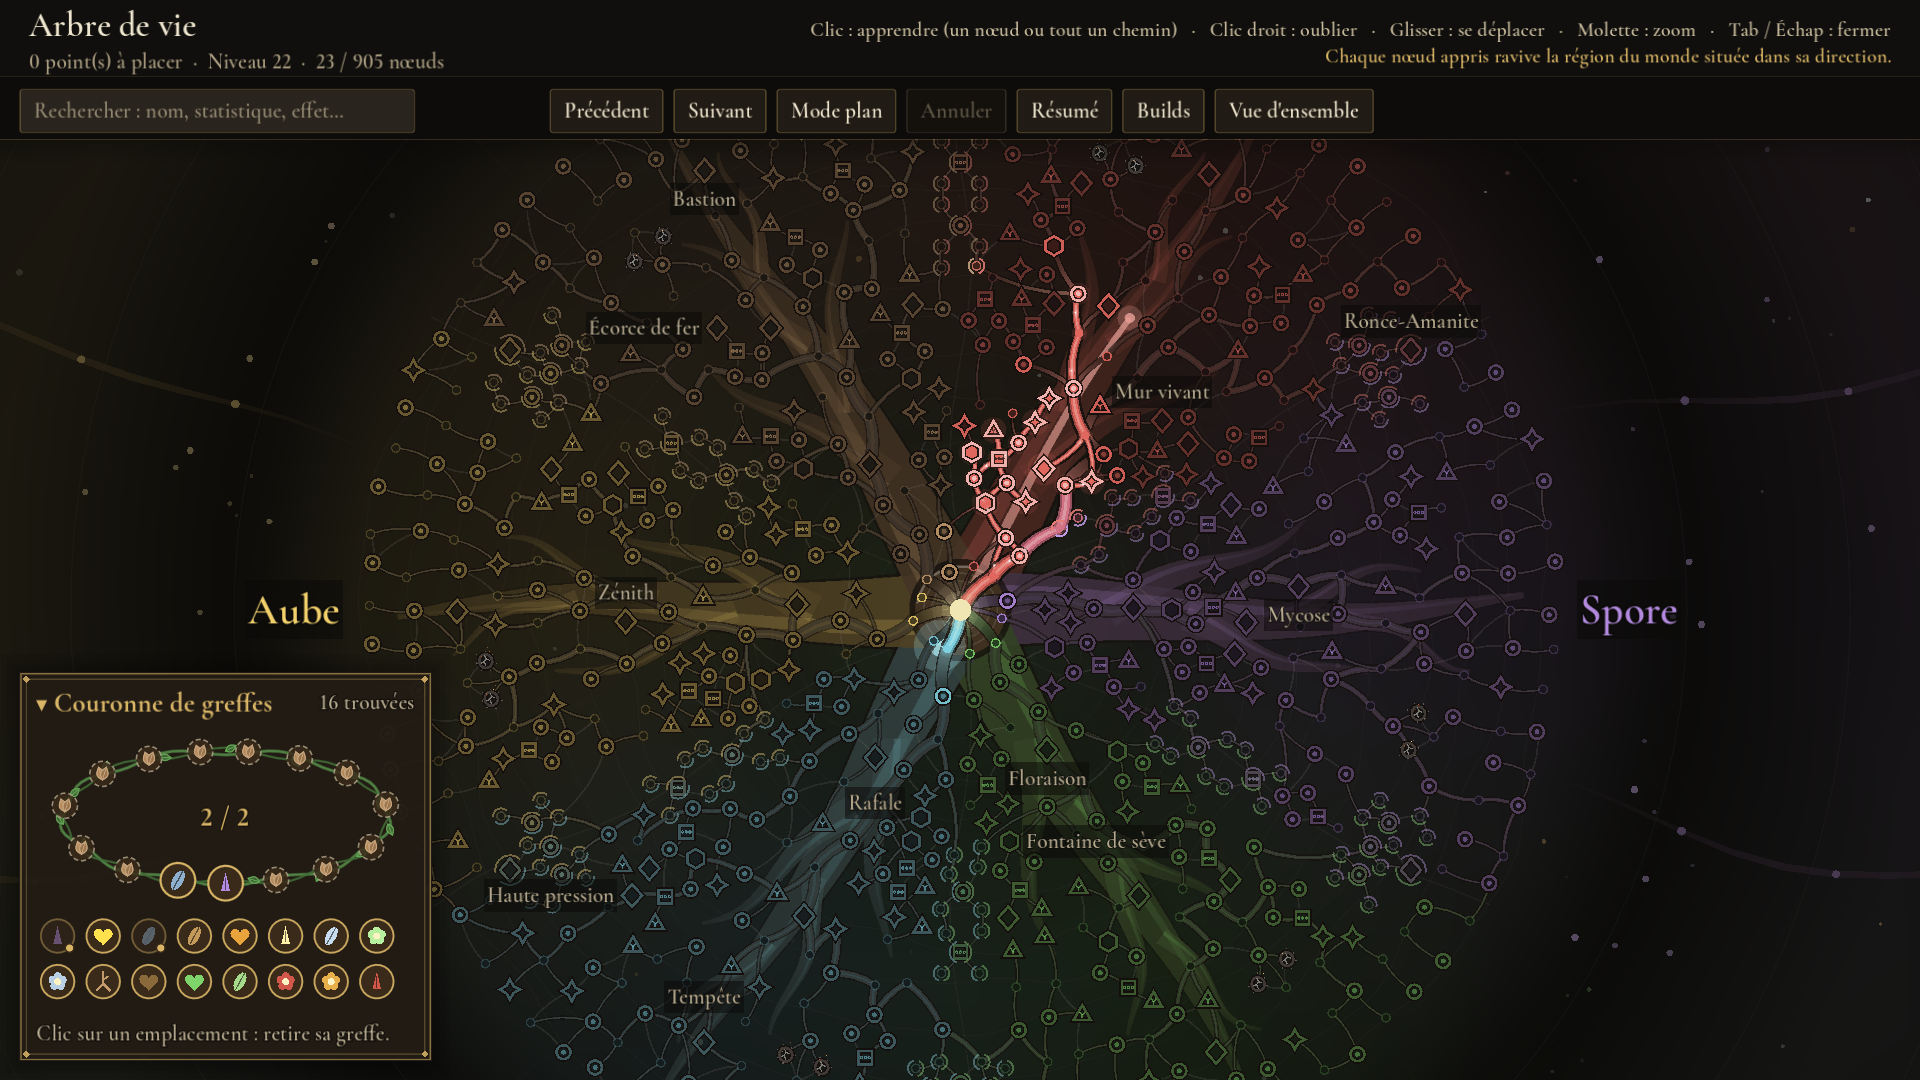 Arbre de vie
0 point(s) à placer · Niveau 22 · 23 / 905 nœuds
Clic : apprendre (un nœud ou tout un chemin) · Clic droit : oublier · Glisser : se déplacer · Molette : zoom · Tab / Échap : fermer
Chaque nœud appris ravive la région du monde située dans sa direction.
Rechercher : nom, statistique, effet...
Précédent
Suivant
Mode plan
Annuler
Résumé
Builds
Vue d'ensemble
Bastion
Écorce de fer
Ronce-Amanite
Mur vivant
Zénith
Aube
Mycose
Spore
Floraison
Rafale
Fontaine de sève
Haute pression
Tempête
▾ Couronne de greffes
16 trouvées
2 / 2
Clic sur un emplacement : retire sa greffe.